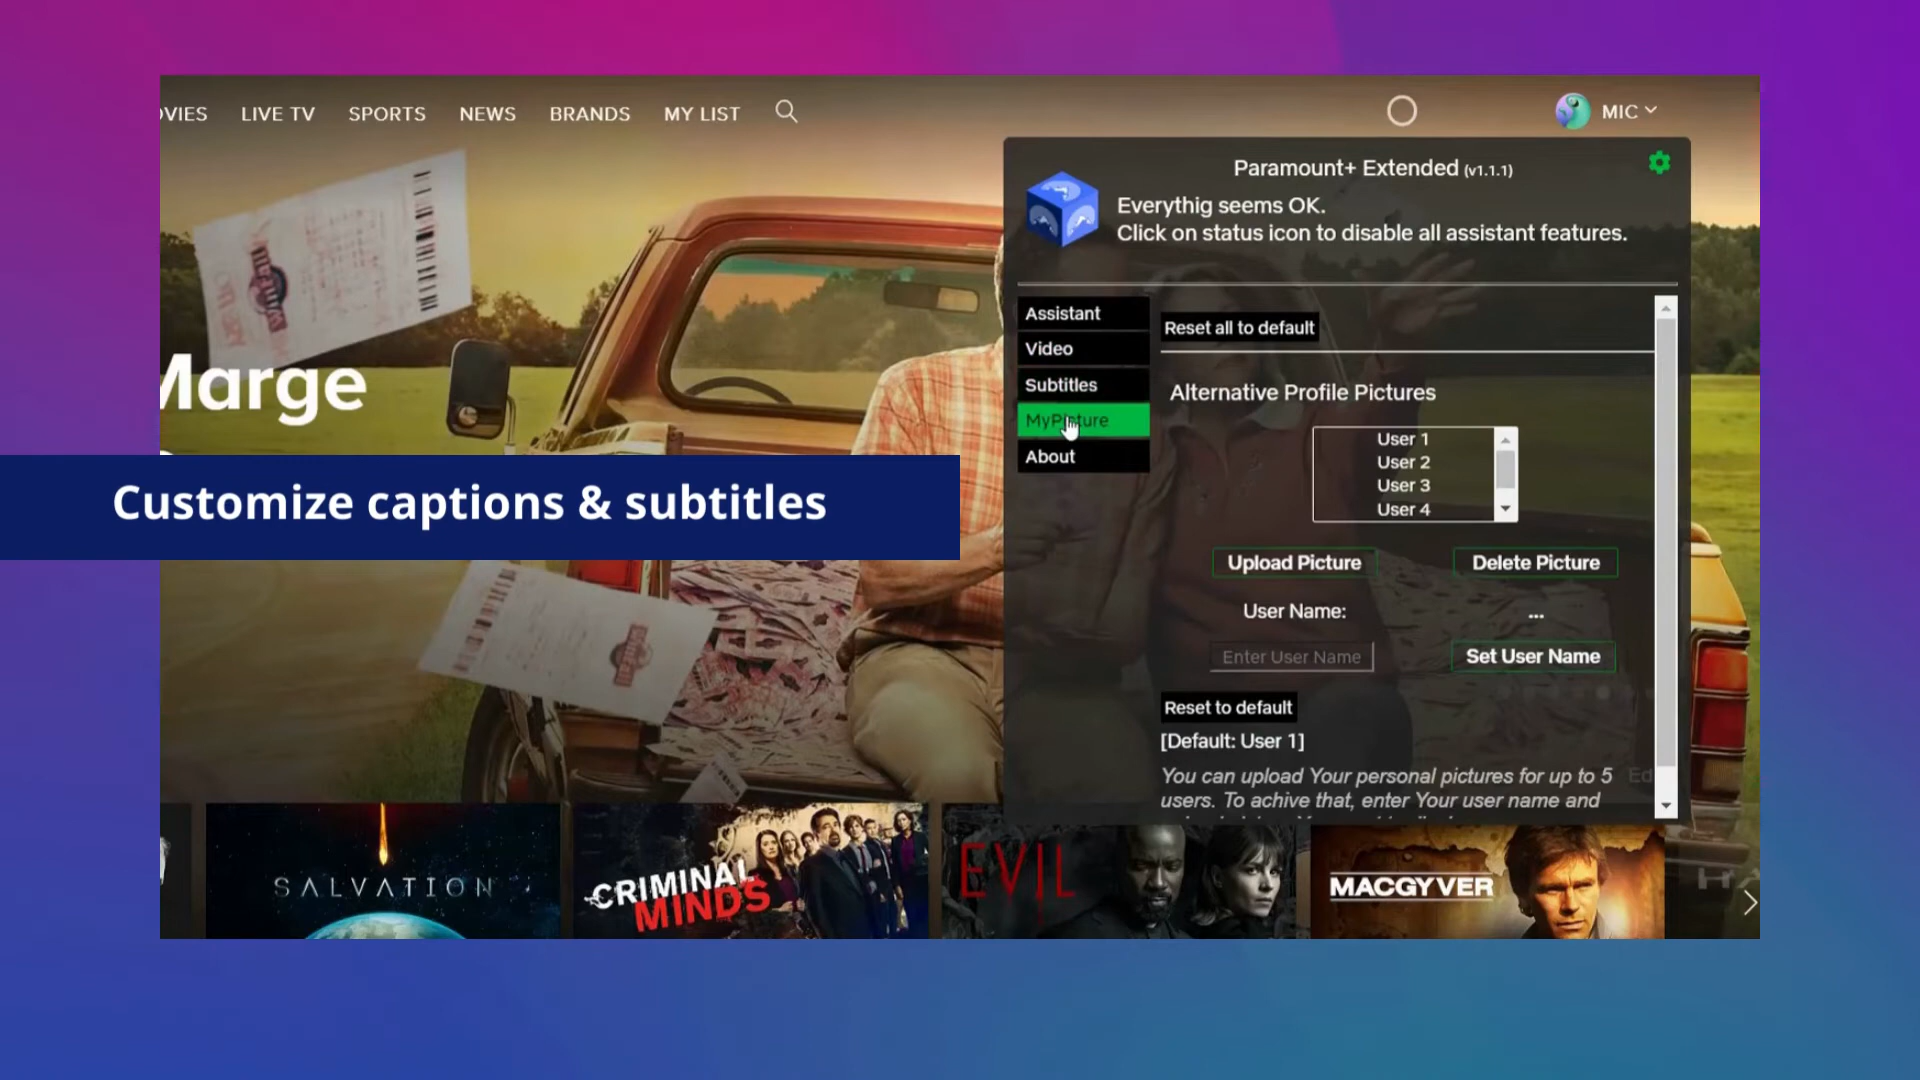 OVIES LIVE TV SPORTS NEWS BRANDS MY LIST
MIC
Paramount+ Extended (v1.1.1)
Everythig seems OK.
Click on status icon to disable all assistant features.
Assistant
Video
Subtitles
MyPicture
About
Reset all to default
Alternative Profile Pictures
User 1
User 2
User 3
User 4
Upload Picture
Delete Picture
User Name:
...
Enter User Name
Set User Name
Reset to default
[Default: User 1]
You can upload Your personal pictures for up to 5
users. To achive that, enter Your user name and
Marge
Customize captions & subtitles
SALVATION
CRIMINAL
MINDS
EVIL
MACGYVER